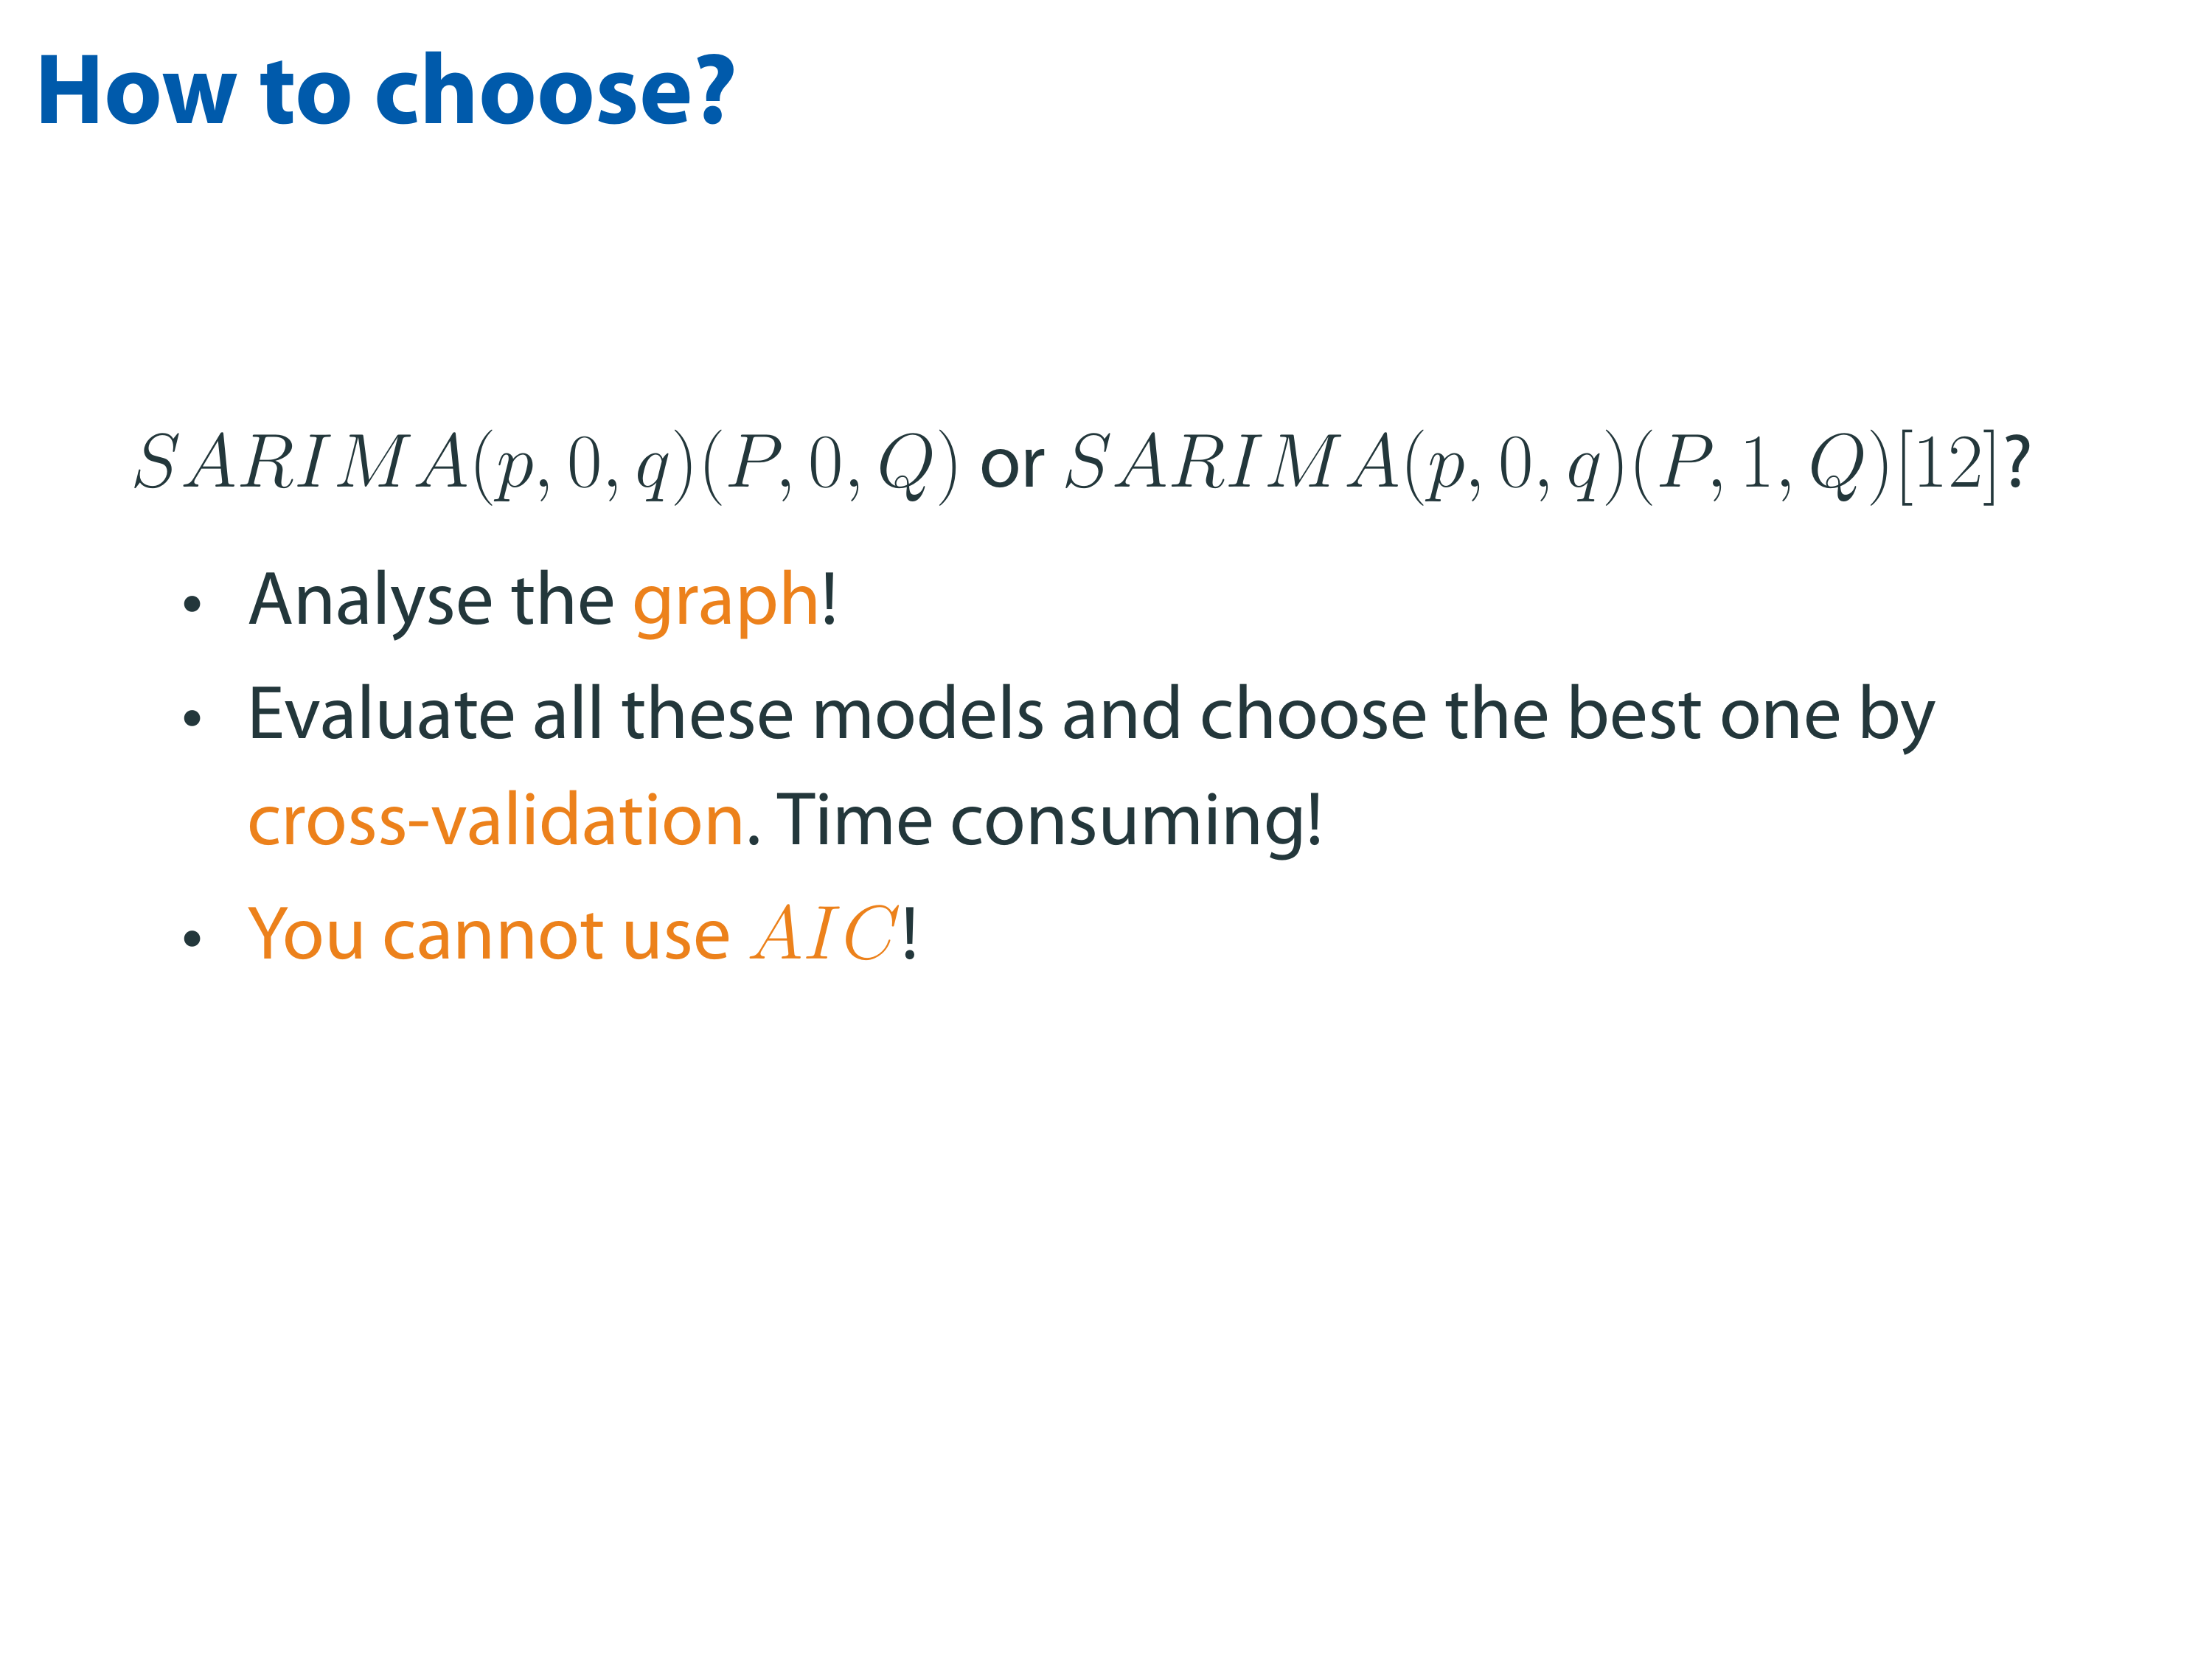 How to choose?
SARIMA(p, 0, q)(P, 0, Q) or SARIMA(p, 0, q)(P, 1, Q)[12]?
• Analyse the graph!
• Evaluate all these models and choose the best one by
cross-validation. Time consuming!
• You cannot use AIC!